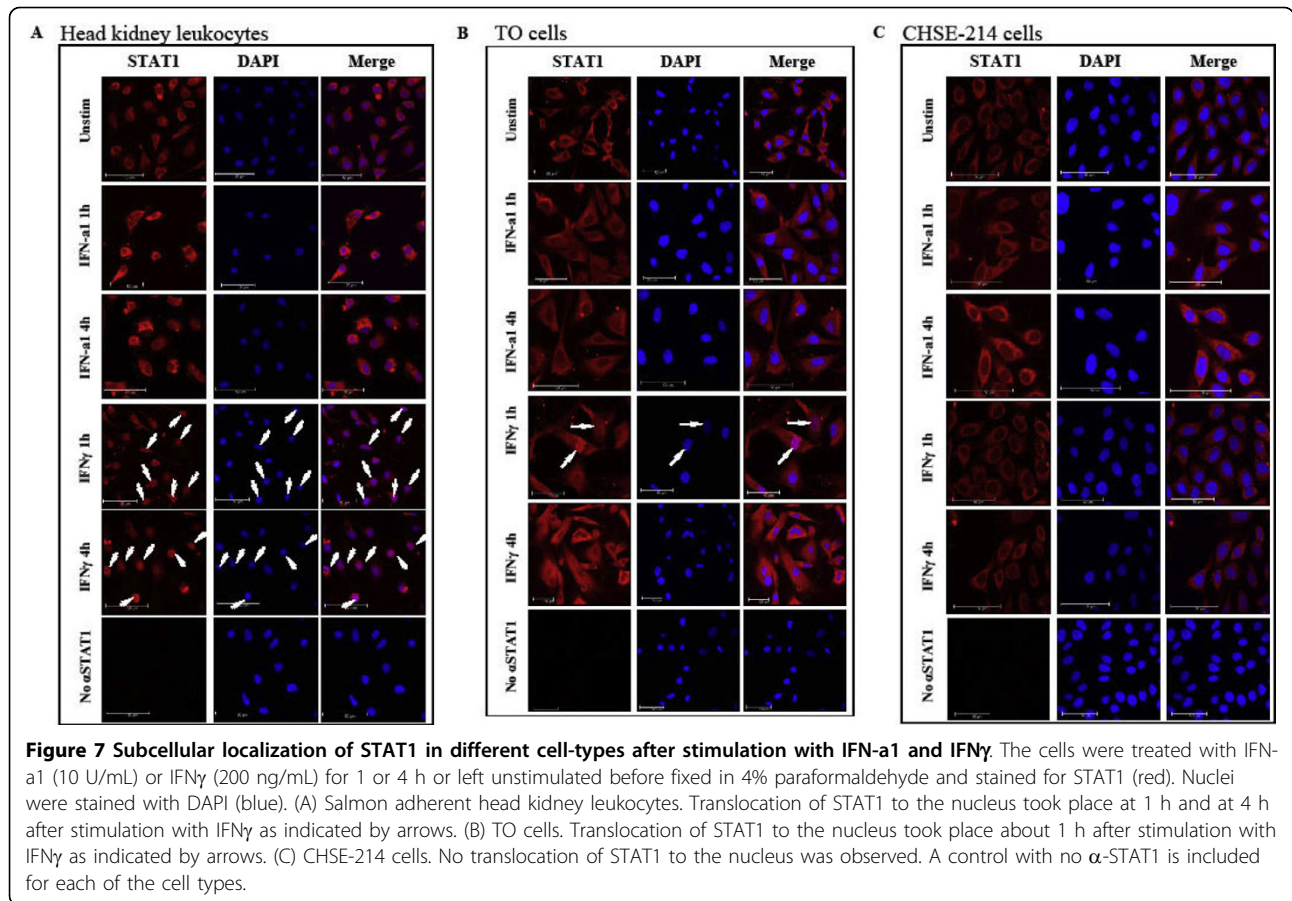 A Head kidney leukocytes
STAT1 DAPI Merge
Unstim
IFN-a1 1h
IFN-a1 4h
IFNγ 1h
IFNγ 4h
No αSTAT1
B TO cells
STAT1 DAPI Merge
Unstim
IFN-a1 1h
IFN-a1 4h
IFNγ 1h
IFNγ 4h
No αSTAT1
C CHSE-214 cells
STAT1 DAPI Merge
Unstim
IFN-a1 1h
IFN-a1 4h
IFNγ 1h
IFNγ 4h
No αSTAT1
Figure 7 Subcellular localization of STAT1 in different cell-types after stimulation with IFN-a1 and IFNγ. The cells were treated with IFN-
a1 (10 U/mL) or IFNγ (200 ng/mL) for 1 or 4 h or left unstimulated before fixed in 4% paraformaldehyde and stained for STAT1 (red). Nuclei
were stained with DAPI (blue). (A) Salmon adherent head kidney leukocytes. Translocation of STAT1 to the nucleus took place at 1 h and at 4 h
after stimulation with IFNγ as indicated by arrows. (B) TO cells. Translocation of STAT1 to the nucleus took place about 1 h after stimulation with
IFNγ as indicated by arrows. (C) CHSE-214 cells. No translocation of STAT1 to the nucleus was observed. A control with no α-STAT1 is included
for each of the cell types.